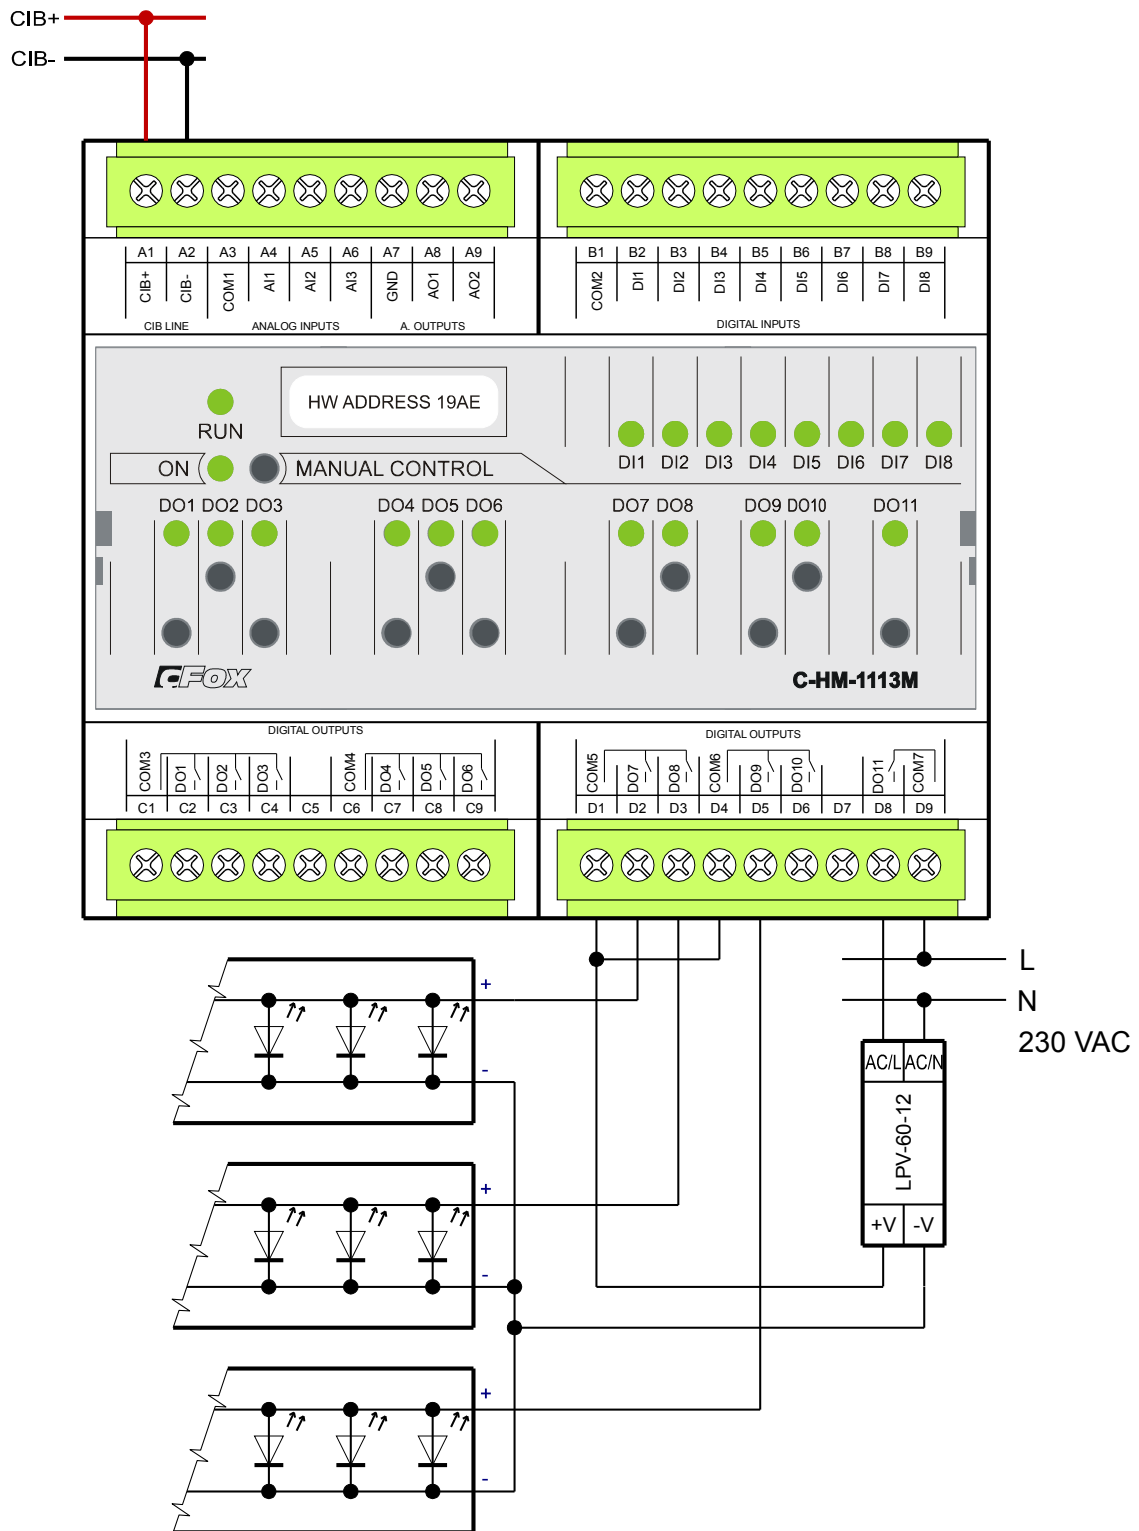 CIB+
CIB-
A1 A2 A3 A4 A5 A6 A7 A8 A9
CIB+ CIB- COM1 AI1 AI2 AI3 GND AO1 AO2
CIB LINE ANALOG INPUTS A. OUTPUTS
B1 B2 B3 B4 B5 B6 B7 B8 B9
COM2 DI1 DI2 DI3 DI4 DI5 DI6 DI7 DI8
DIGITAL INPUTS
HW ADDRESS 19AE
RUN
ON MANUAL CONTROL
DI1 DI2 DI3 DI4 DI5 DI6 DI7 DI8
DO1 DO2 DO3 DO4 DO5 DO6 DO7 DO8 DO9 DO10 DO11
CFox
C-HM-1113M
DIGITAL OUTPUTS
COM3 DO1 DO2 DO3 COM4 DO4 DO5 DO6
C1 C2 C3 C4 C5 C6 C7 C8 C9
DIGITAL OUTPUTS
COM5 DO7 DO8 COM6 DO9 DO10 DO11 COM7
D1 D2 D3 D4 D5 D6 D7 D8 D9
L
N
230 VAC
AC/L AC/N
LPV-60-12
+V -V
+
-
+
-
+
-